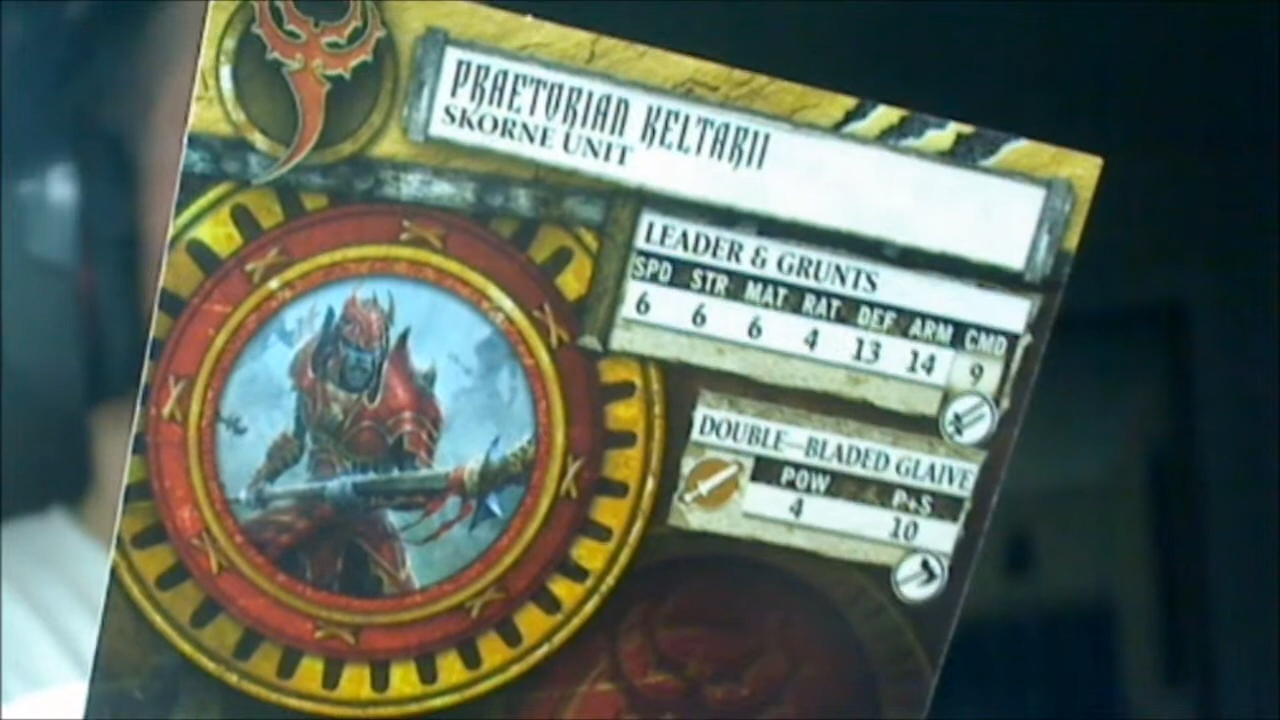 PRAETORIAN KELTARII
SKORNE UNIT
LEADER & GRUNTS
SPD STR MAT RAT DEF ARM CMD
6 6 6 4 13 14 9
DOUBLE–BLADED GLAIVE
POW P+S
4 10